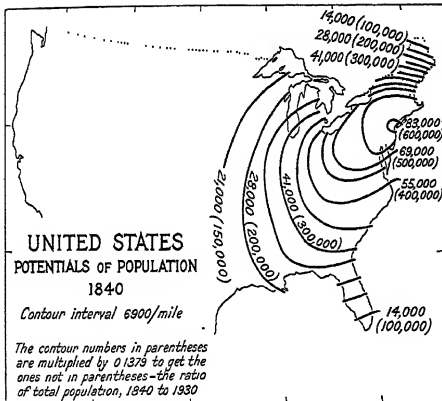 14,000 (100,000)
28,000 (200,000)
41,000 (300,000)
83,000
(600,000)
69,000
(500,000)
55,000
(400,000)
21,000 (150,000)
28,000 (200,000)
41,000 (300,000)
14,000
(100,000)
UNITED STATES
POTENTIALS OF POPULATION
1840
Contour interval 6900/mile
The contour numbers in parentheses
are multiplied by 0.1379 to get the
ones not in parentheses–the ratio
of total population, 1840 to 1930